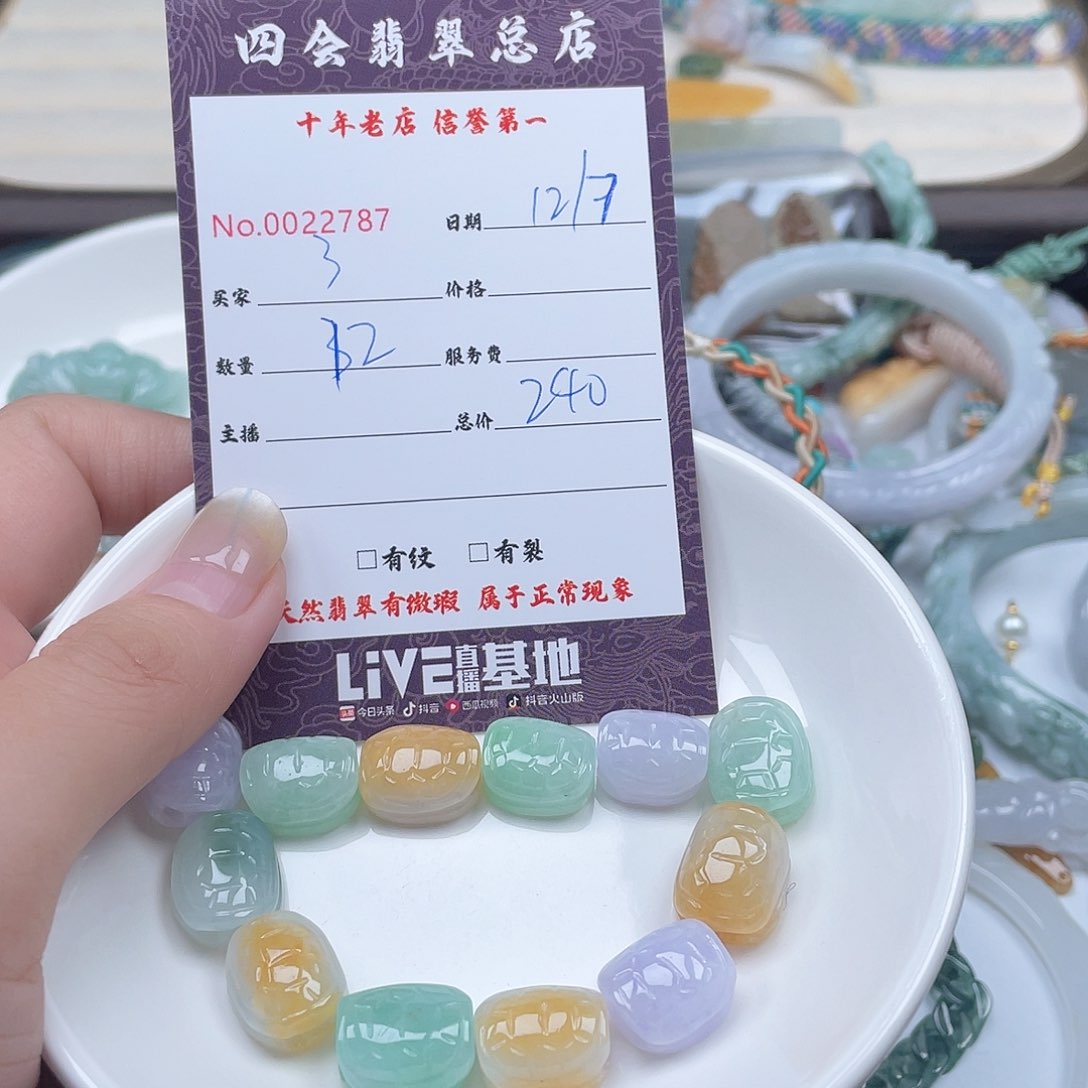 四会翡翠总店
十年老店 信誉第一
No.0022787 日期 12/7
买家 3 价格
数量 12 服务费
主播 总价 240
□有纹 □有裂
天然翡翠有微瑕 属于正常现象
LiVE直播基地
头条 今日头条 抖音 西瓜视频 抖音火山版